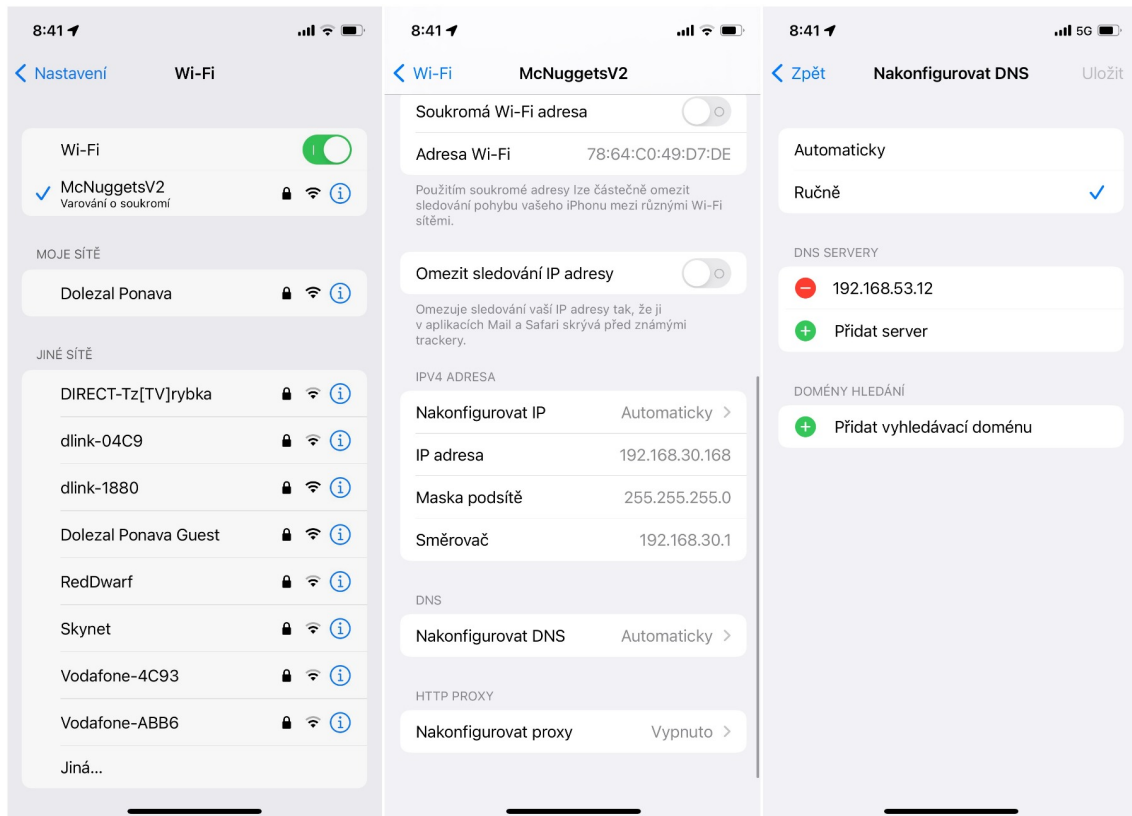 8:41
Nastavení
Wi-Fi
Wi-Fi
McNuggetsV2
Varování o soukromí
MOJE SÍTĚ
Dolezal Ponava
JINÉ SÍTĚ
DIRECT-Tz[TV]rybka
dlink-04C9
dlink-1880
Dolezal Ponava Guest
RedDwarf
Skynet
Vodafone-4C93
Vodafone-ABB6
Jiná...
8:41
Wi-Fi
McNuggetsV2
Soukromá Wi-Fi adresa
Adresa Wi-Fi 78:64:C0:49:D7:DE
Použitím soukromé adresy lze částečně omezit
sledování pohybu vašeho iPhonu mezi různými Wi-Fi
sítěmi.
Omezit sledování IP adresy
Omezuje sledování vaší IP adresy tak, že ji
v aplikacích Mail a Safari skrývá před známými
trackery.
IPV4 ADRESA
Nakonfigurovat IP Automaticky
IP adresa 192.168.30.168
Maska podsítě 255.255.255.0
Směrovač 192.168.30.1
DNS
Nakonfigurovat DNS Automaticky
HTTP PROXY
Nakonfigurovat proxy Vypnuto
8:41 5G
Zpět
Nakonfigurovat DNS
Uložit
Automaticky
Ručně
DNS SERVERY
192.168.53.12
Přidat server
DOMÉNY HLEDÁNÍ
Přidat vyhledávací doménu